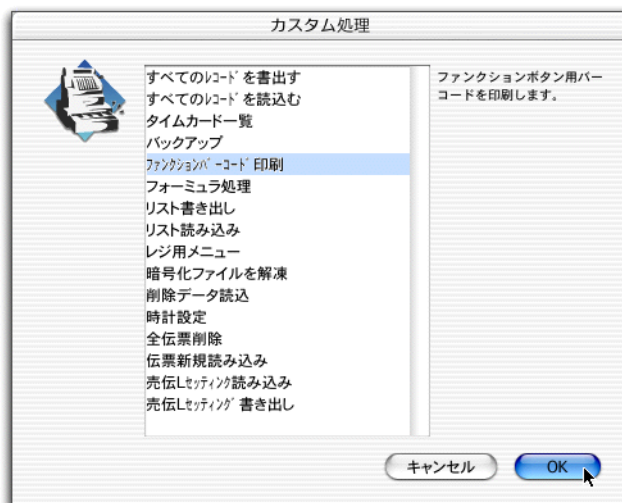 カスタム処理
すべてのﾚｺｰﾄﾞを書出す
すべてのﾚｺｰﾄﾞを読込む
タイムカード一覧
バックアップ
ﾌｧﾝｸｼｮﾝﾊﾞｰｺｰﾄﾞ印刷
フォーミュラ処理
リスト書き出し
リスト読み込み
レジ用メニュー
暗号化ファイルを解凍
削除データ読込
時計設定
全伝票削除
伝票新規読み込み
売伝Lｾッﾃｨﾝｸ読み込み
売伝Lｾｯﾃｨﾝｸﾞ書き出し
ファンクションボタン用バー
コードを印刷します。
キャンセル
OK